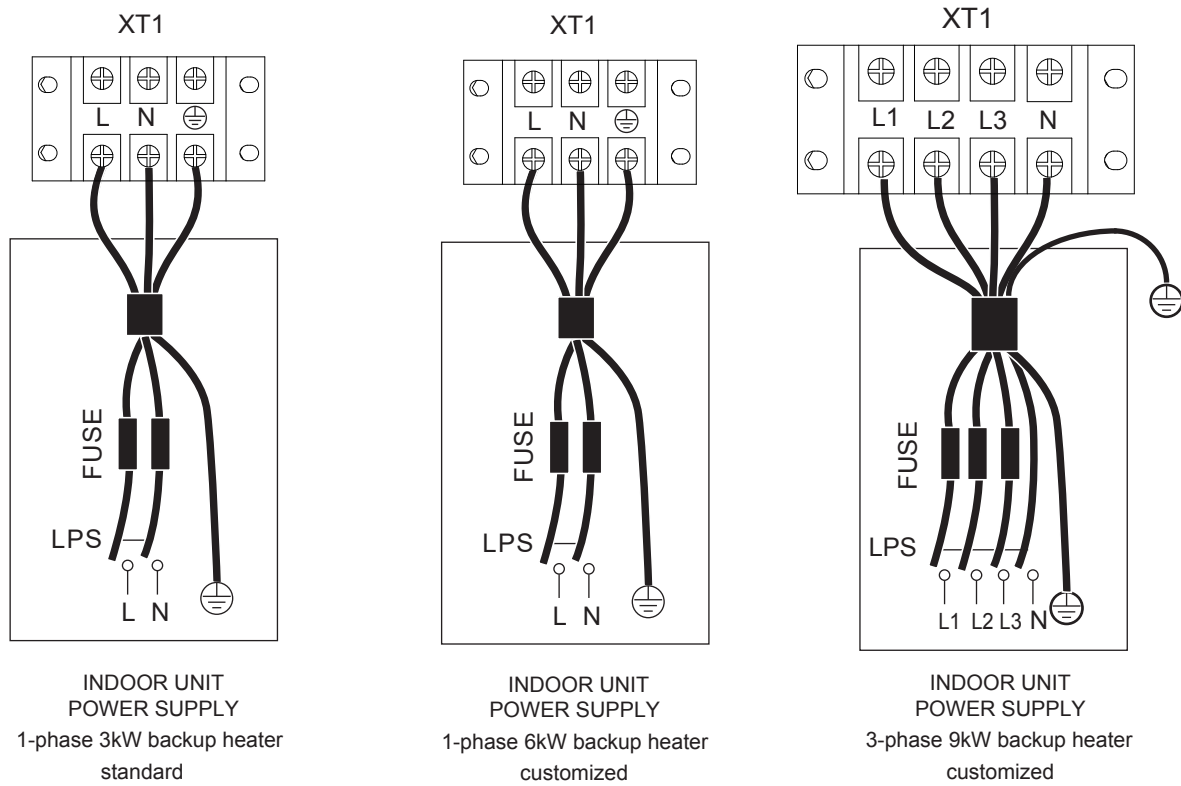 XT1
L N
FUSE
LPS
L N
INDOOR UNIT
POWER SUPPLY
1-phase 3kW backup heater
standard
XT1
L N
FUSE
LPS
L N
INDOOR UNIT
POWER SUPPLY
1-phase 6kW backup heater
customized
XT1
L1 L2 L3 N
FUSE
LPS
L1 L2 L3 N
INDOOR UNIT
POWER SUPPLY
3-phase 9kW backup heater
customized